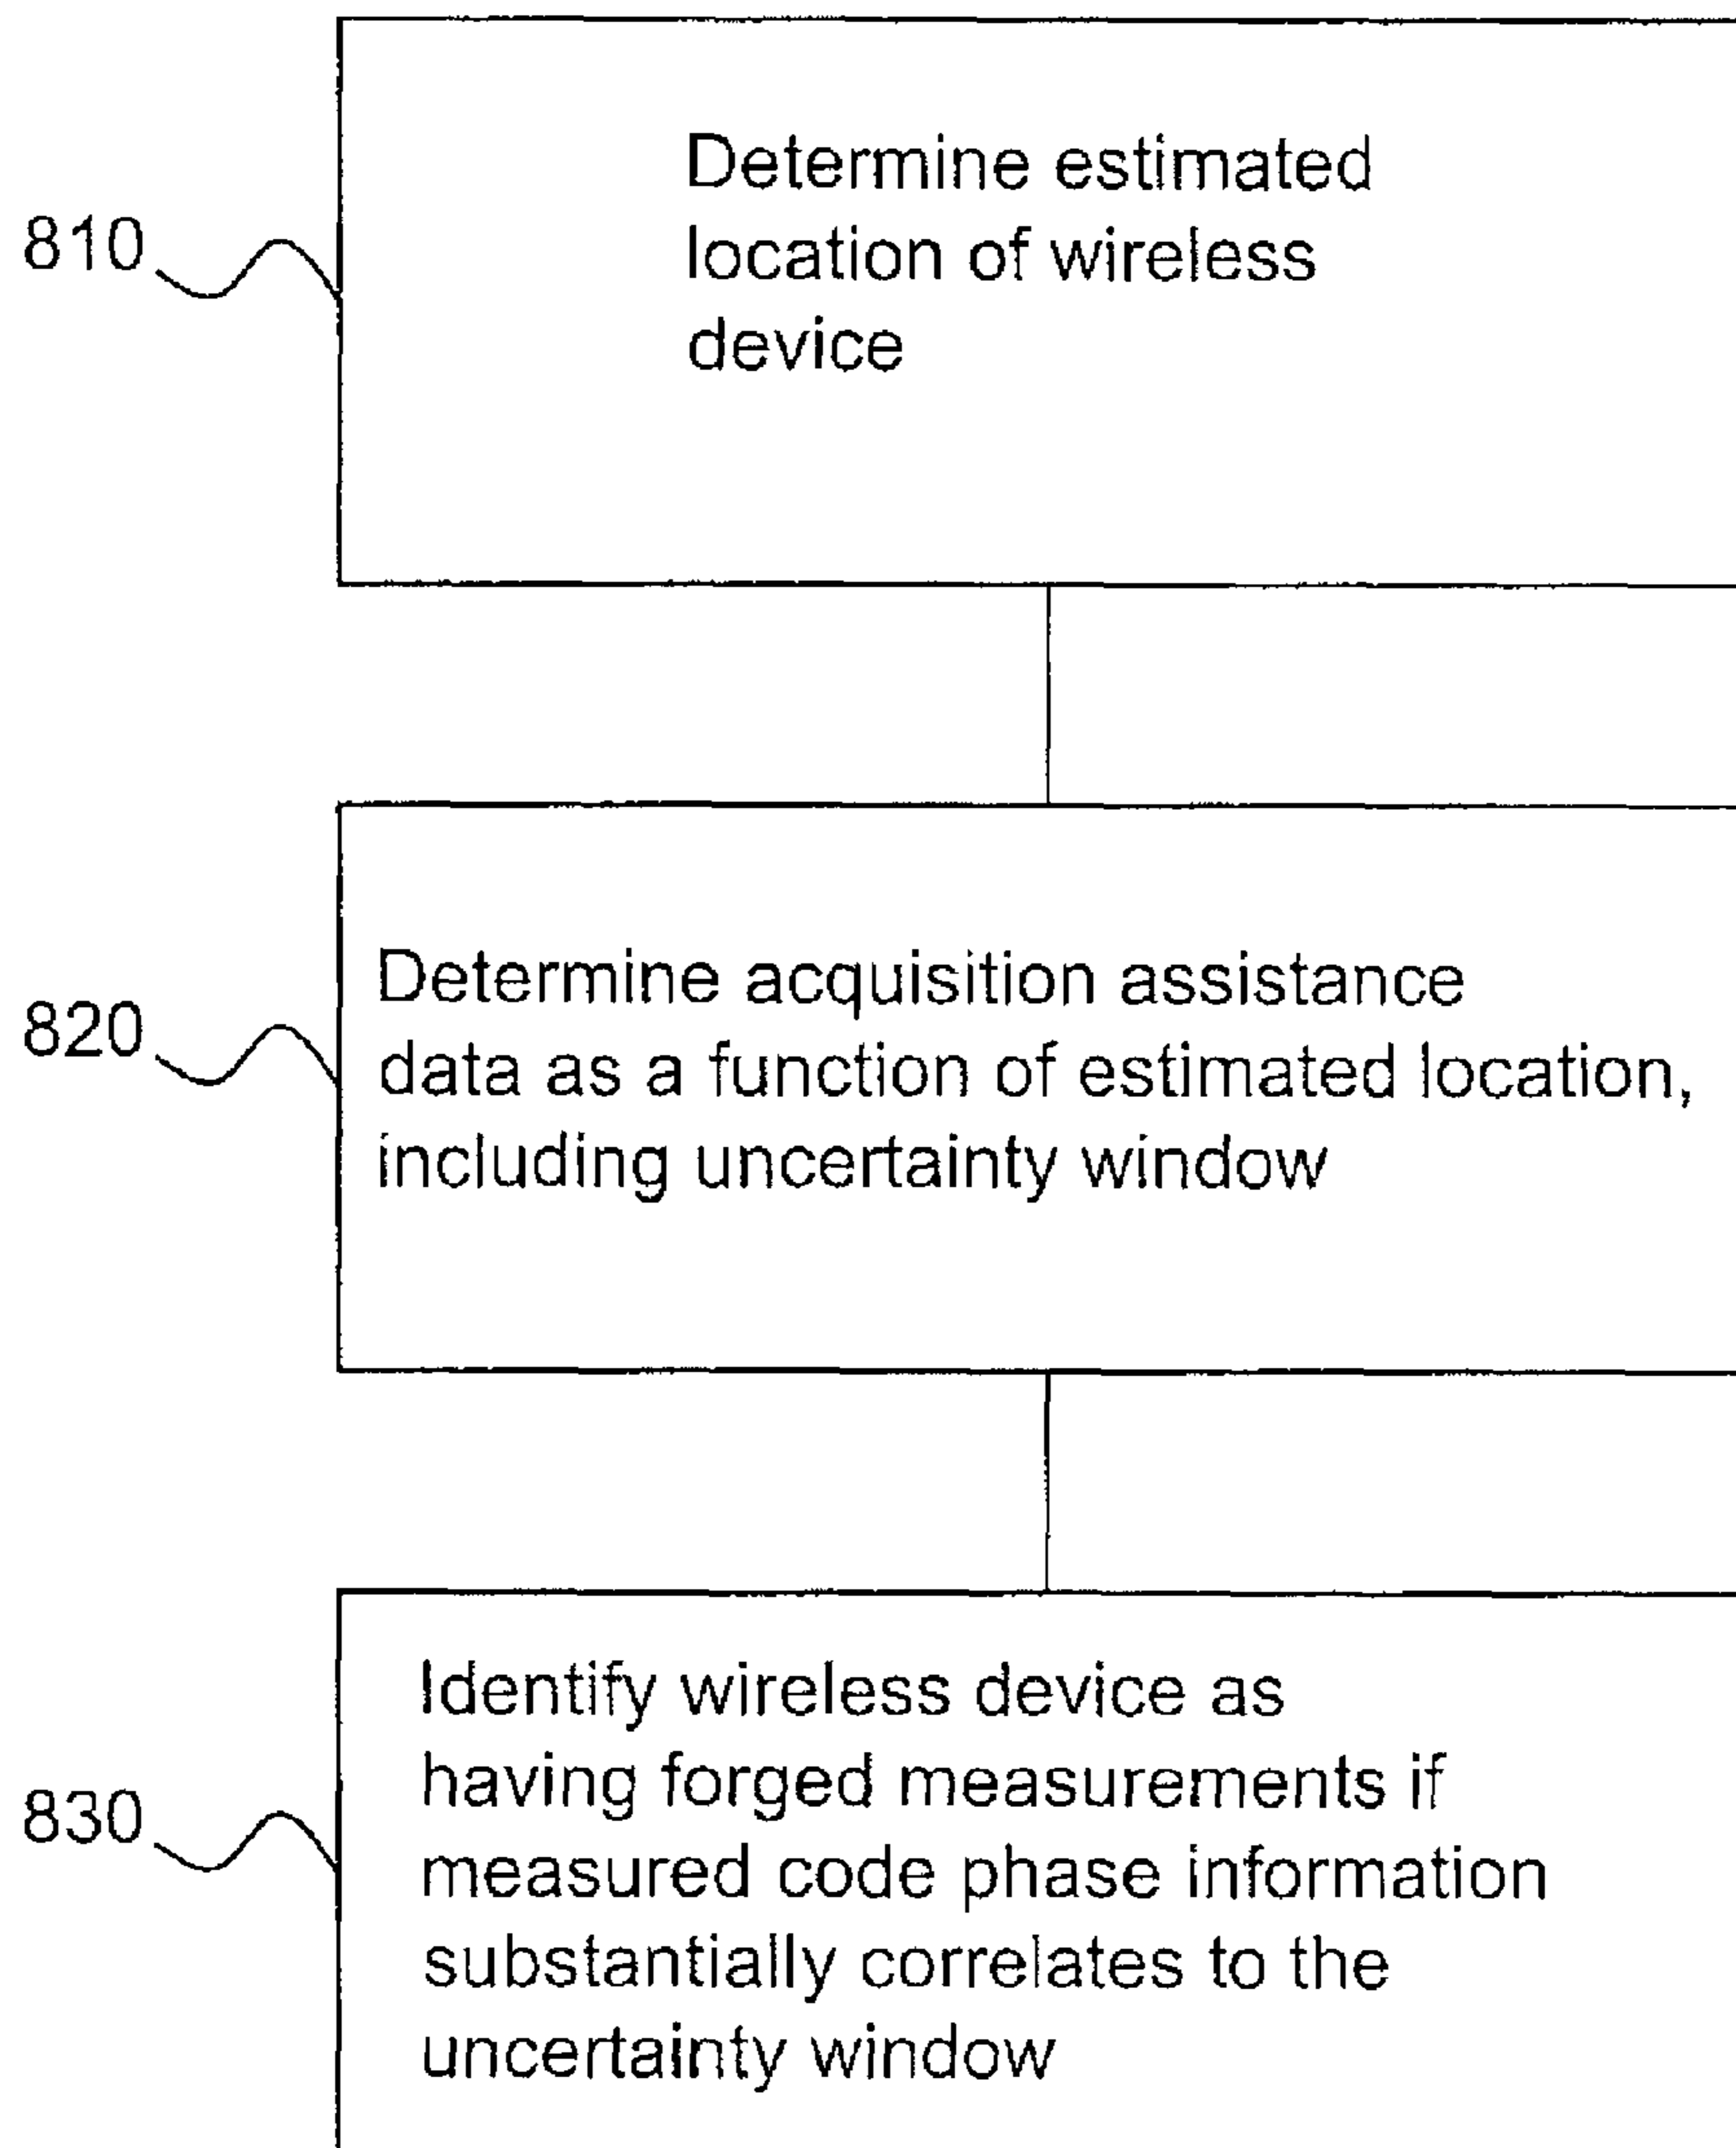 810
Determine estimated
location of wireless
device
820
Determine acquisition assistance
data as a function of estimated location,
including uncertainty window
830
Identify wireless device as
having forged measurements if
measured code phase information
substantially correlates to the
uncertainty window